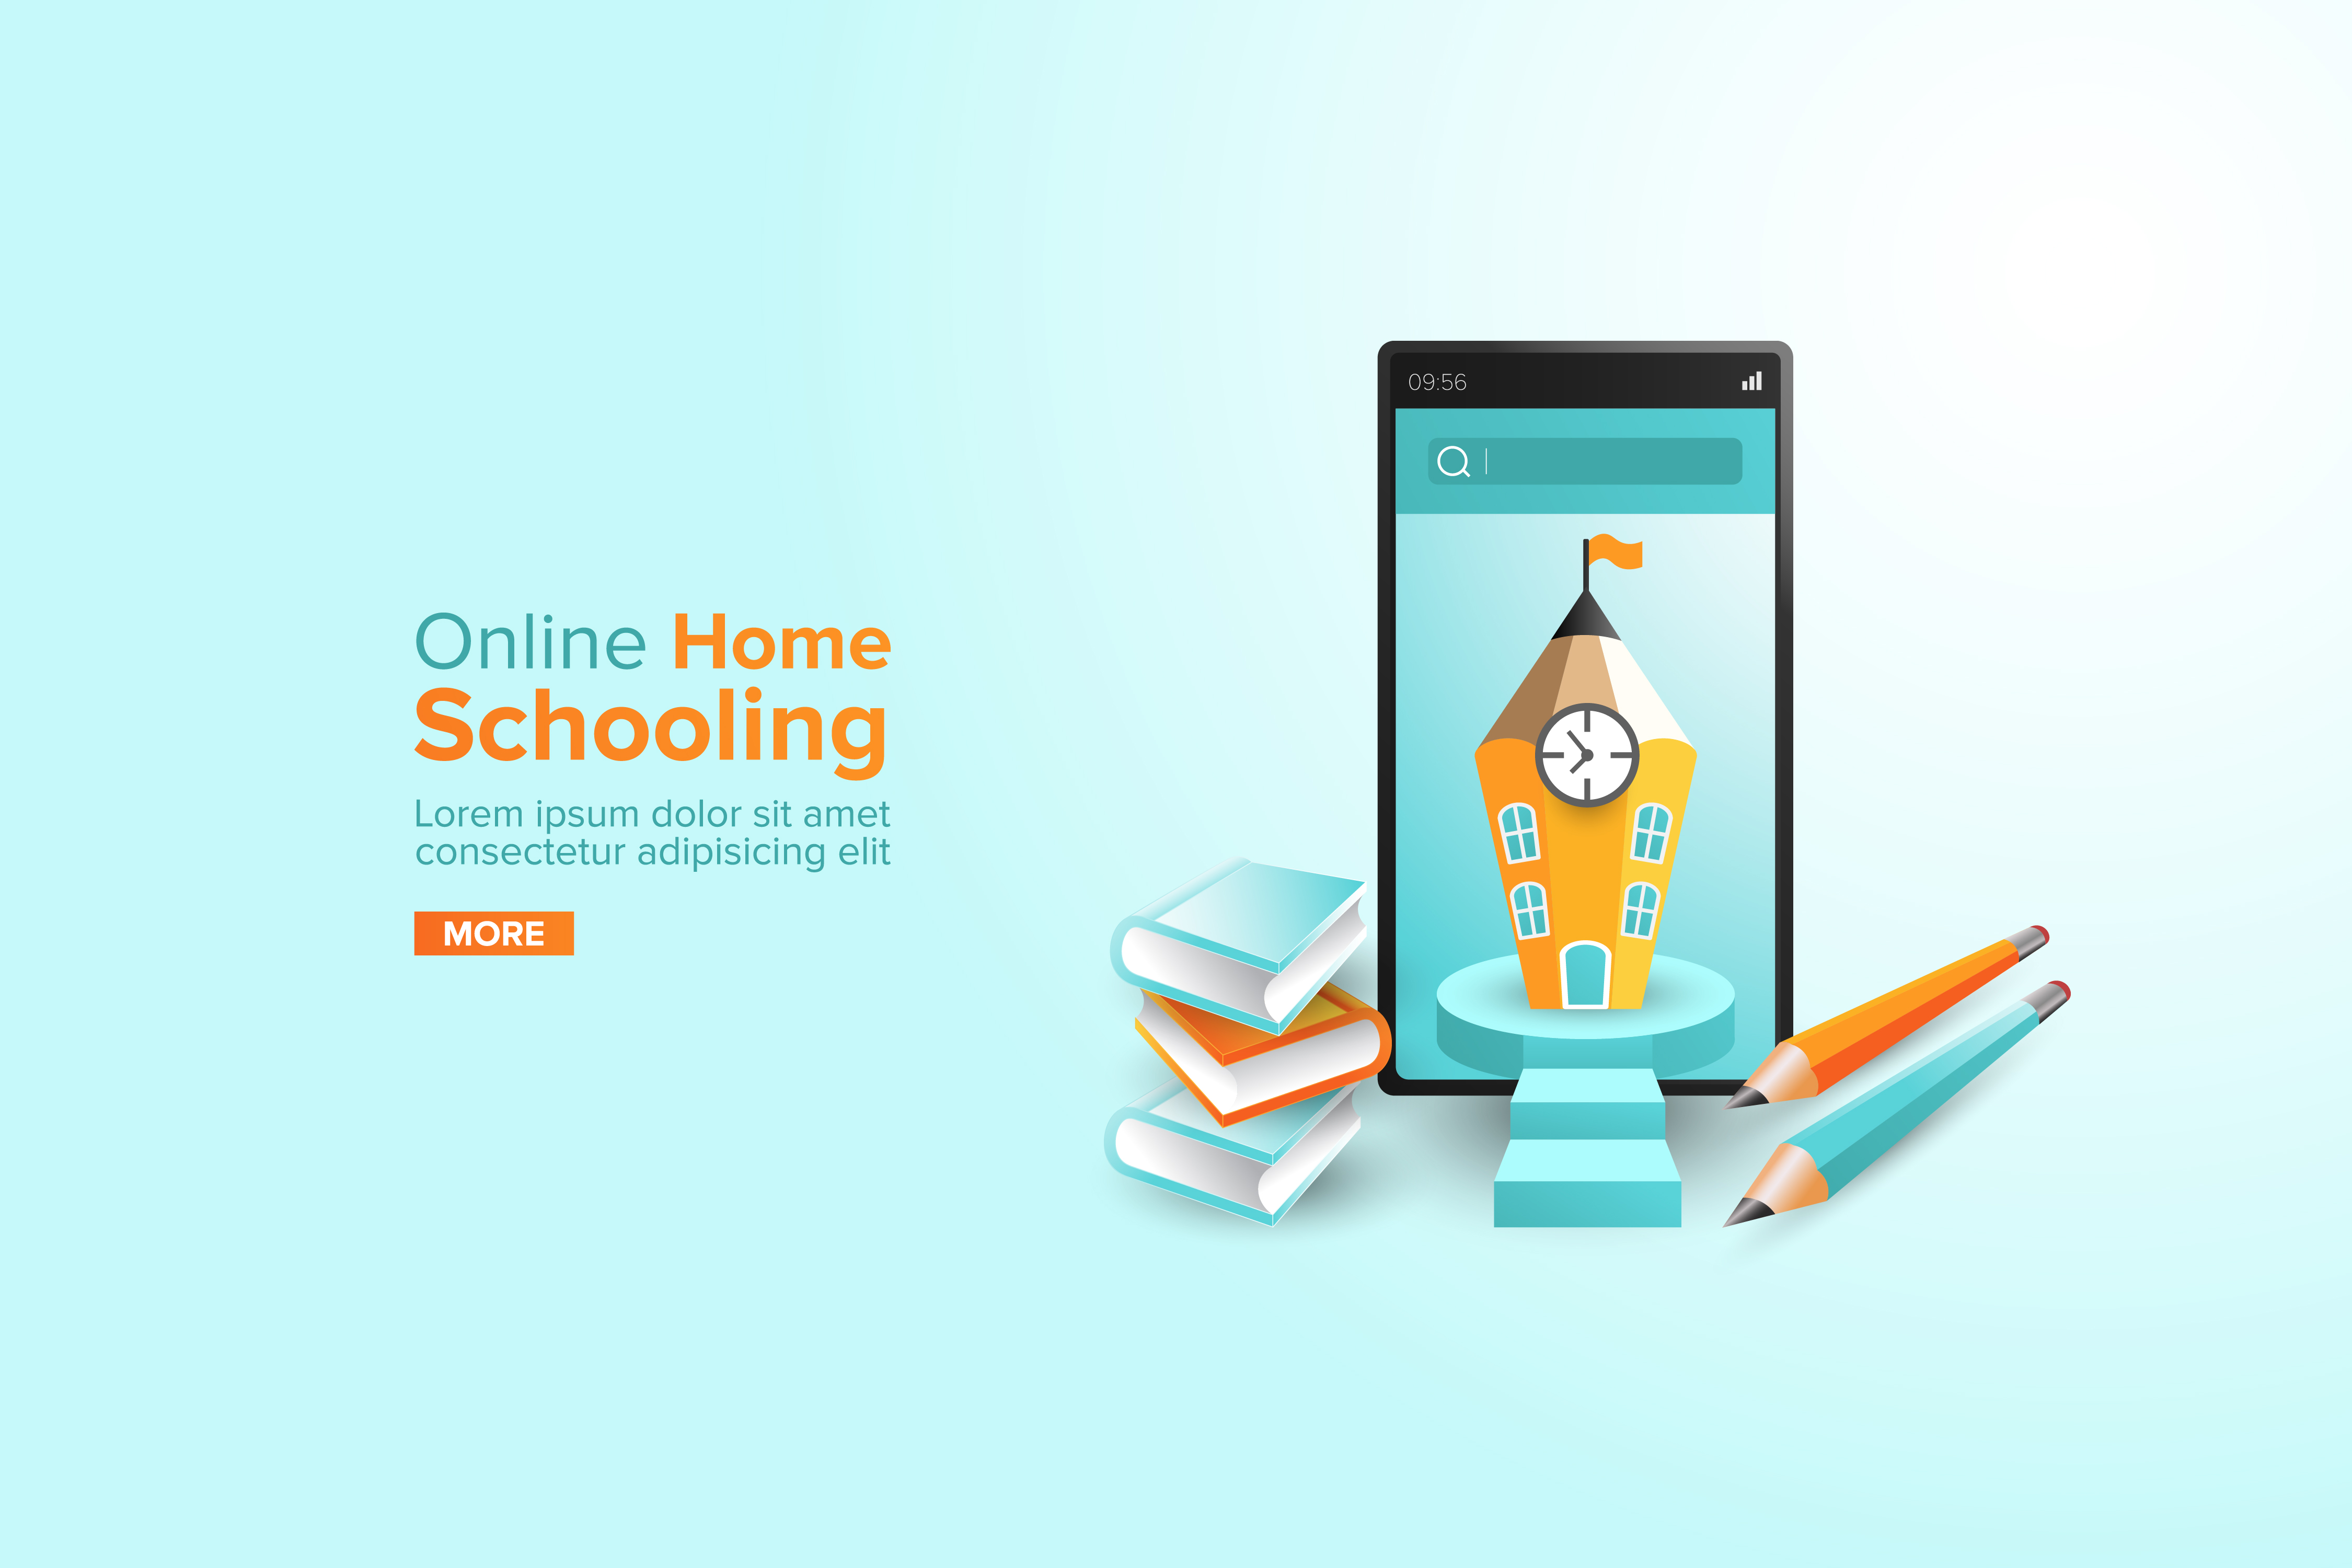 Online Home
Schooling
Lorem ipsum dolor sit amet
consectetur adipisicing elit
MORE
09:56